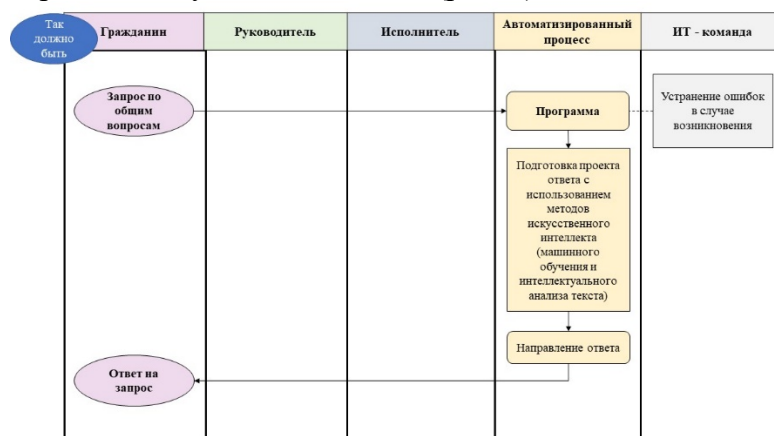 Так
должно
быть
Гражданин
Руководитель
Исполнитель
Автоматизированный
процесс
ИТ - команда
Запрос по
общим
вопросам
Программа
Устранение ошибок
в случае
возникновения
Подготовка проекта
ответа с
использованием
методов
искусственного
интеллекта
(машинного
обучения и
интеллектуального
анализа текста)
Направление ответа
Ответ на
запрос